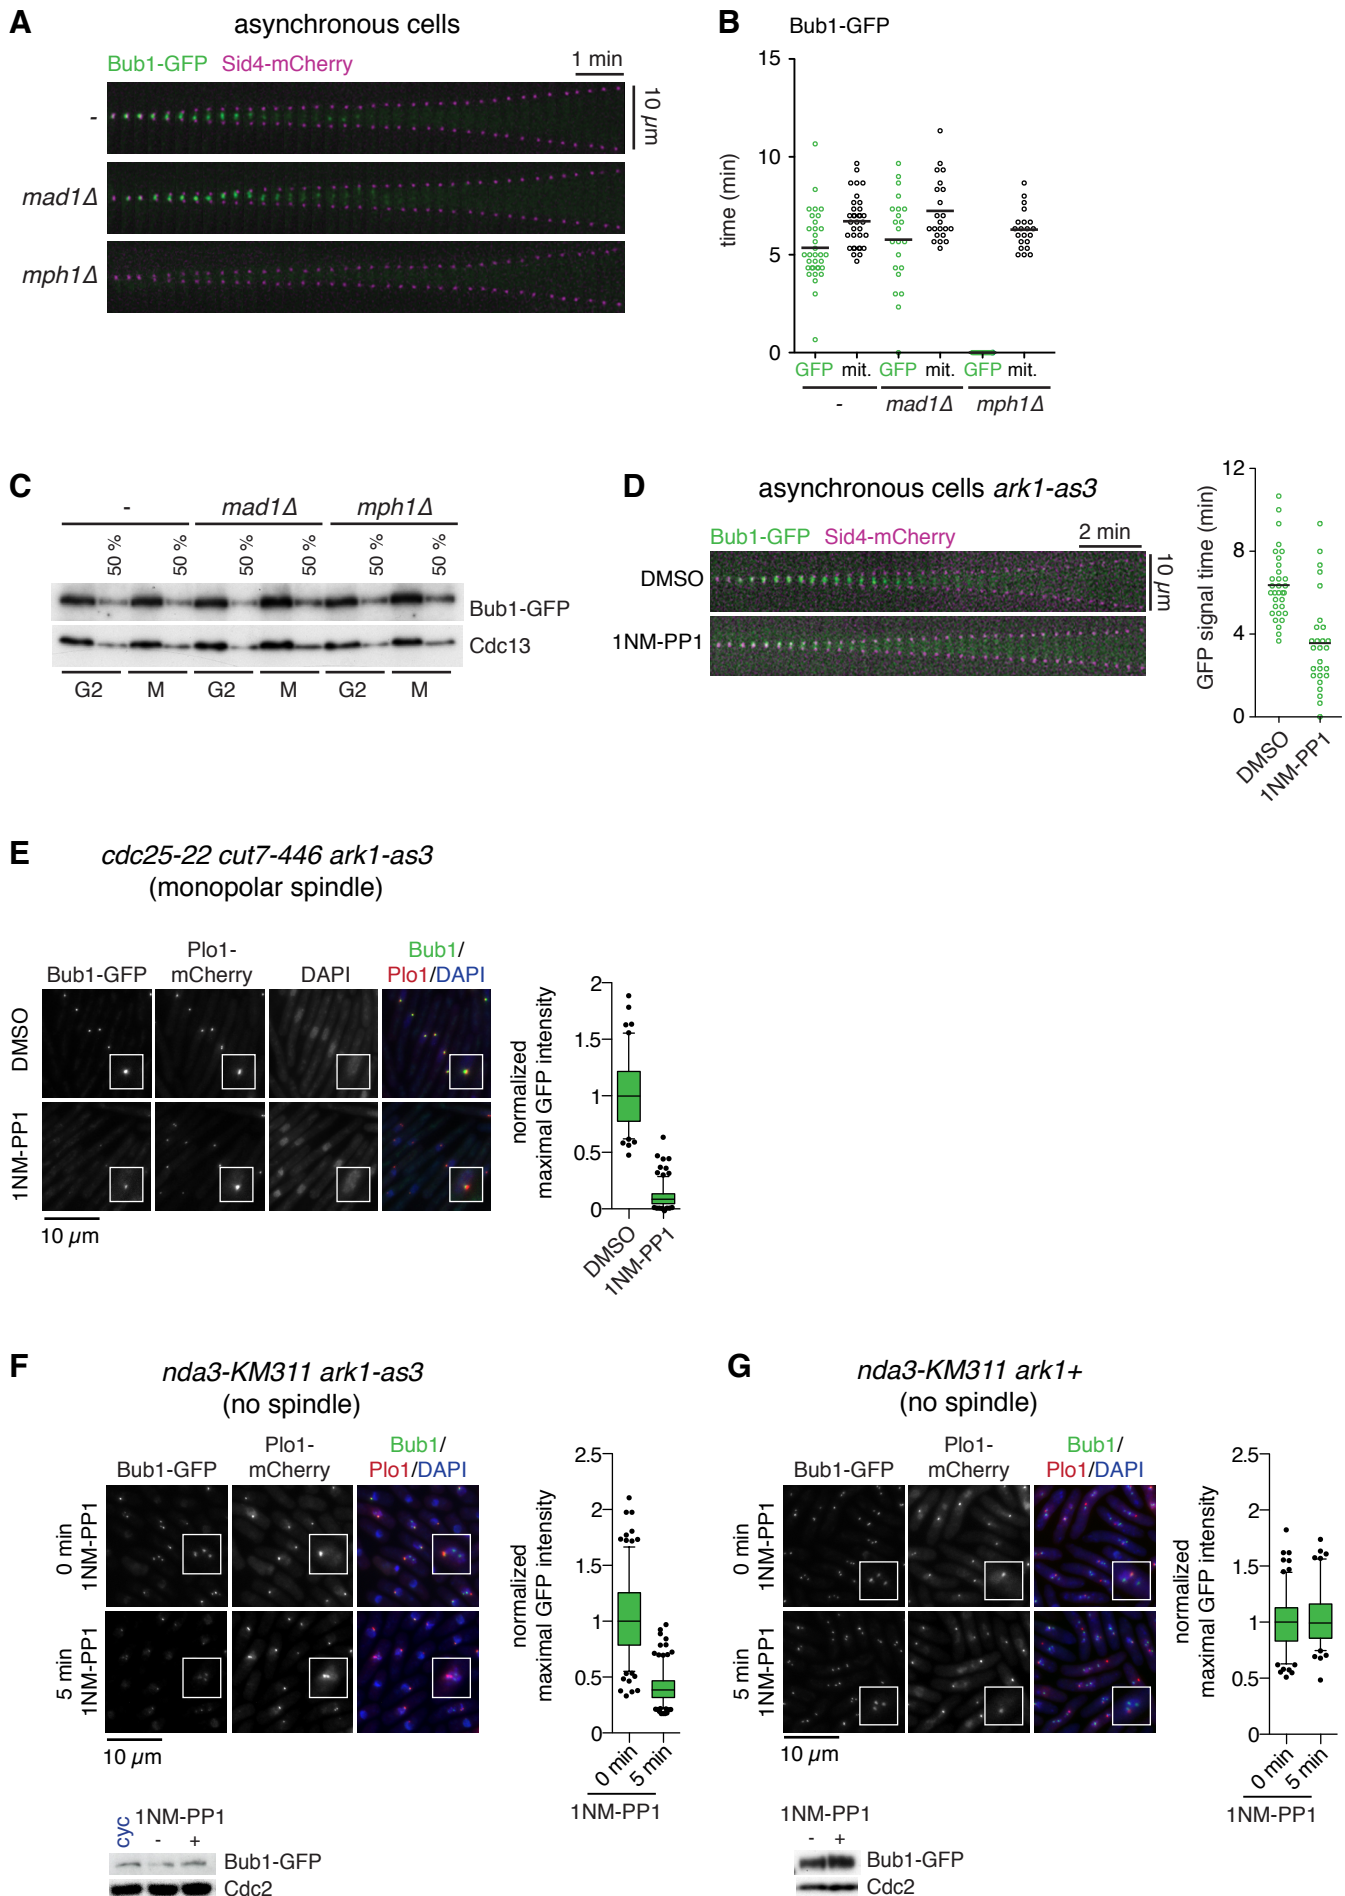 A
asynchronous cells
Bub1-GFP Sid4-mCherry
1 min
10 µm
-
mad1Δ
mph1Δ
B
Bub1-GFP
time (min)
15
10
5
0
GFP mit. GFP mit. GFP mit.
- mad1Δ mph1Δ
C
- mad1Δ mph1Δ
50 % 50 % 50 % 50 % 50 % 50 %
Bub1-GFP
Cdc13
G2 M G2 M G2 M
D
asynchronous cells ark1-as3
Bub1-GFP Sid4-mCherry
2 min
10 µm
DMSO
1NM-PP1
GFP signal time (min)
12
8
4
0
DMSO
1NM-PP1
E
cdc25-22 cut7-446 ark1-as3
(monopolar spindle)
Bub1-GFP
Plo1-
mCherry
DAPI
Bub1/
Plo1/DAPI
DMSO
1NM-PP1
10 µm
normalized
maximal GFP intensity
2
1.5
1
0.5
0
DMSO
1NM-PP1
F
nda3-KM311 ark1-as3
(no spindle)
Bub1-GFP
Plo1-
mCherry
Bub1/
Plo1/DAPI
0 min
1NM-PP1
5 min
1NM-PP1
10 µm
normalized
maximal GFP intensity
2.5
2
1.5
1
0.5
0
0 min
5 min
1NM-PP1
cyc
1NM-PP1
- +
Bub1-GFP
Cdc2
G
nda3-KM311 ark1+
(no spindle)
Bub1-GFP
Plo1-
mCherry
Bub1/
Plo1/DAPI
0 min
1NM-PP1
5 min
1NM-PP1
10 µm
normalized
maximal GFP intensity
2.5
2
1.5
1
0.5
0
0 min
5 min
1NM-PP1
1NM-PP1
- +
Bub1-GFP
Cdc2